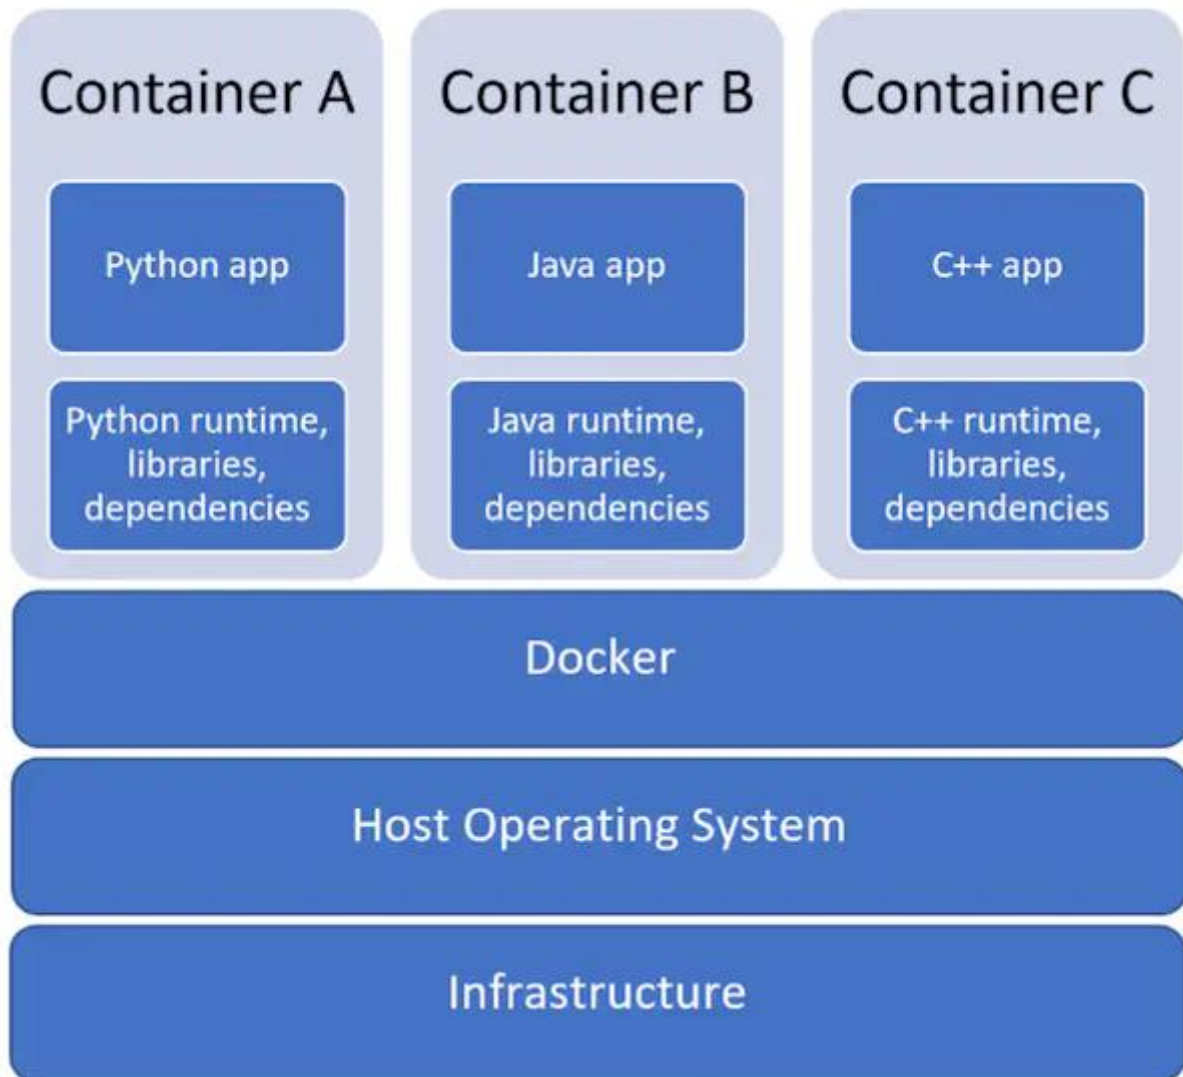 Container A
Python app
Python runtime,
libraries,
dependencies
Container B
Java app
Java runtime,
libraries,
dependencies
Container C
C++ app
C++ runtime,
libraries,
dependencies
Docker
Host Operating System
Infrastructure